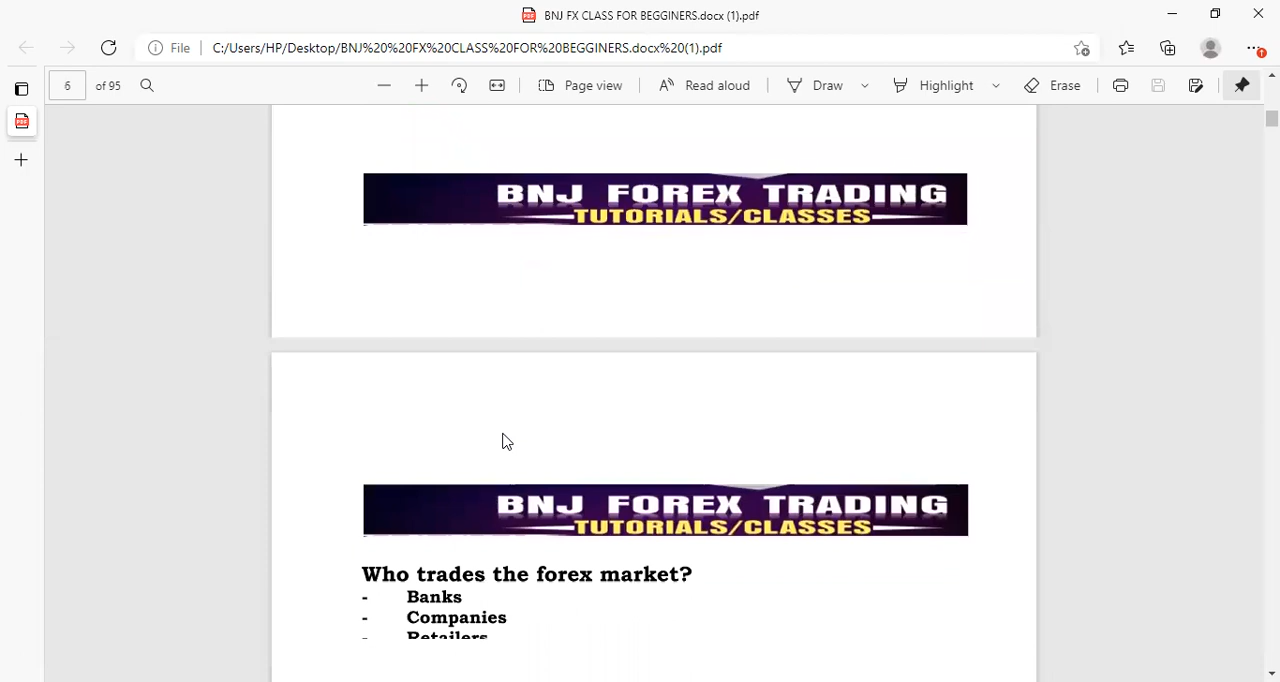 BNJ FX CLASS FOR BEGGINERS.docx (1).pdf
File C:/Users/HP/Desktop/BNJ%20%20FX%20CLASS%20FOR%20BEGGINERS.docx%20(1).pdf
6 of 95 Page view Read aloud Draw Highlight Erase
BNJ FOREX TRADING
TUTORIALS/CLASSES
BNJ FOREX TRADING
TUTORIALS/CLASSES
Who trades the forex market?
- Banks
- Companies
- Retailers